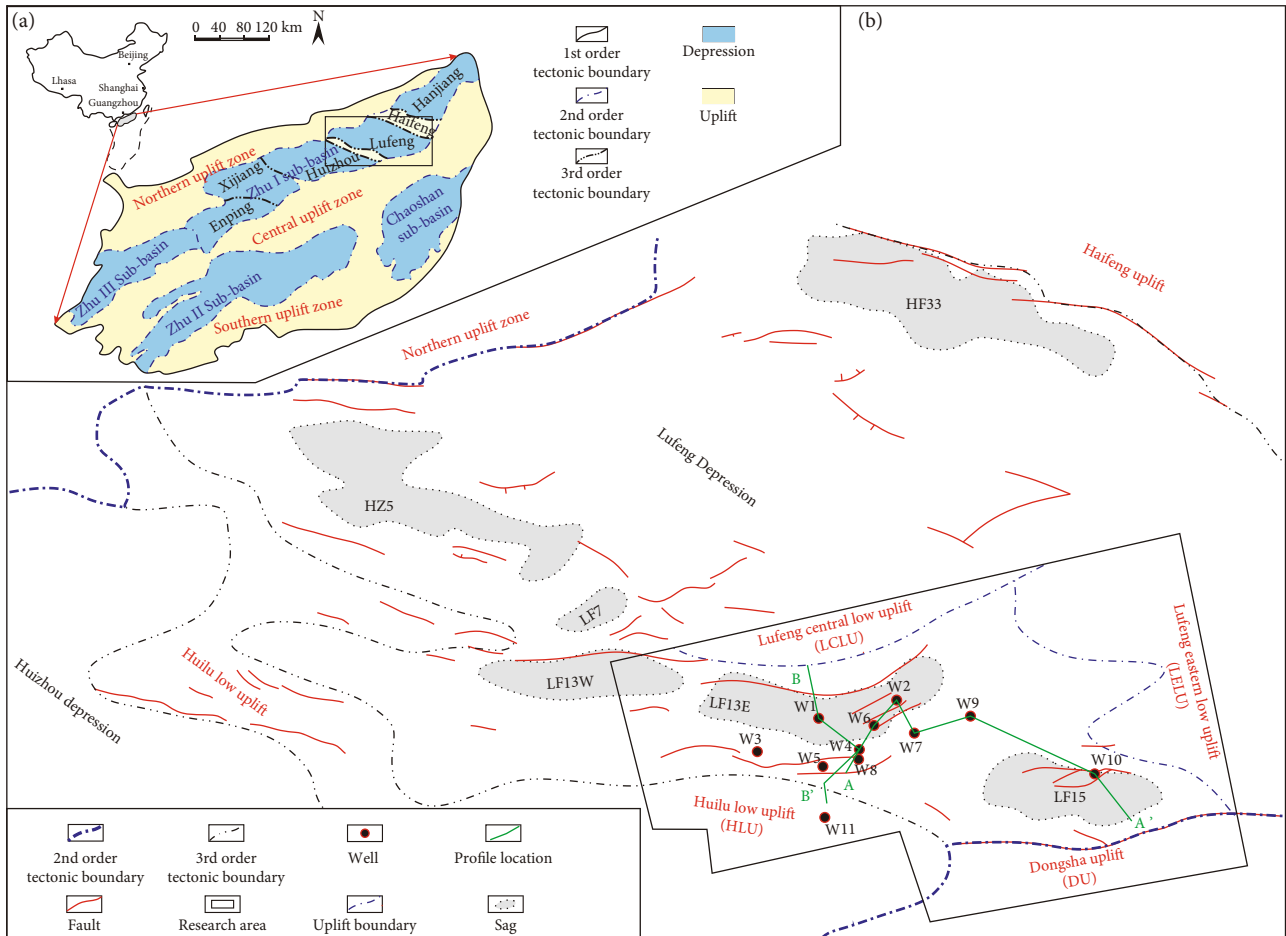 (a)
0 40 80 120 km
N
Beijing
Lhasa
Shanghai
Guangzhou
Hanjiang
Haifeng
Lufeng
Huizhou
Zhu I sub-basin
Xijiang
Enping
Northern uplift zone
Central uplift zone
Chaoshan
sub-basin
Zhu III Sub-basin
Zhu II Sub-basin
Southern uplift zone
1st order
tectonic boundary
2nd order
tectonic boundary
3rd order
tectonic boundary
Depression
Uplift
(b)
Haifeng uplift
HF33
Northern uplift zone
Lufeng Depression
HZ5
LF7
Lufeng central low uplift
(LCLU)
Lufeng eastern low uplift
(LELU)
Huizhou depression
Huilu low uplift
LF13W
LF13E
B
W1
W2
W6
W9
W3
W4
W7
W5
W8
W10
A
B'
LF15
A'
Huilu low uplift
(HLU)
W11
Dongsha uplift
(DU)
2nd order
tectonic boundary
3rd order
tectonic boundary
Well
Profile location
Fault
Research area
Uplift boundary
Sag